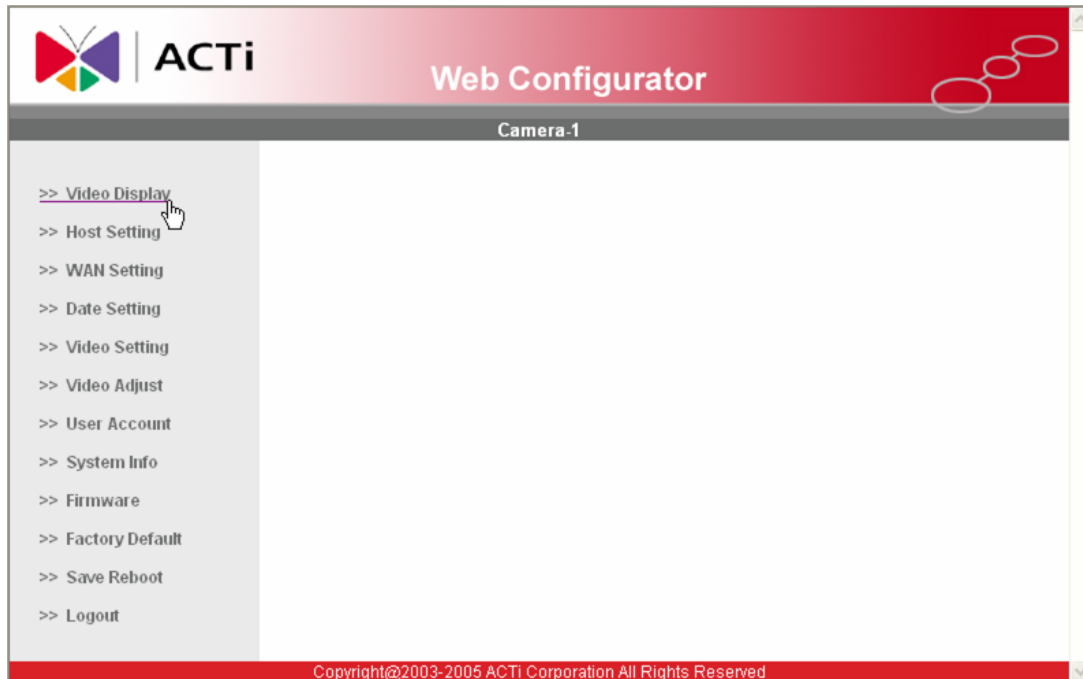 ACTi
Web Configurator
Camera-1
>> Video Display
>> Host Setting
>> WAN Setting
>> Date Setting
>> Video Setting
>> Video Adjust
>> User Account
>> System Info
>> Firmware
>> Factory Default
>> Save Reboot
>> Logout
Copyright@2003-2005 ACTi Corporation All Rights Reserved